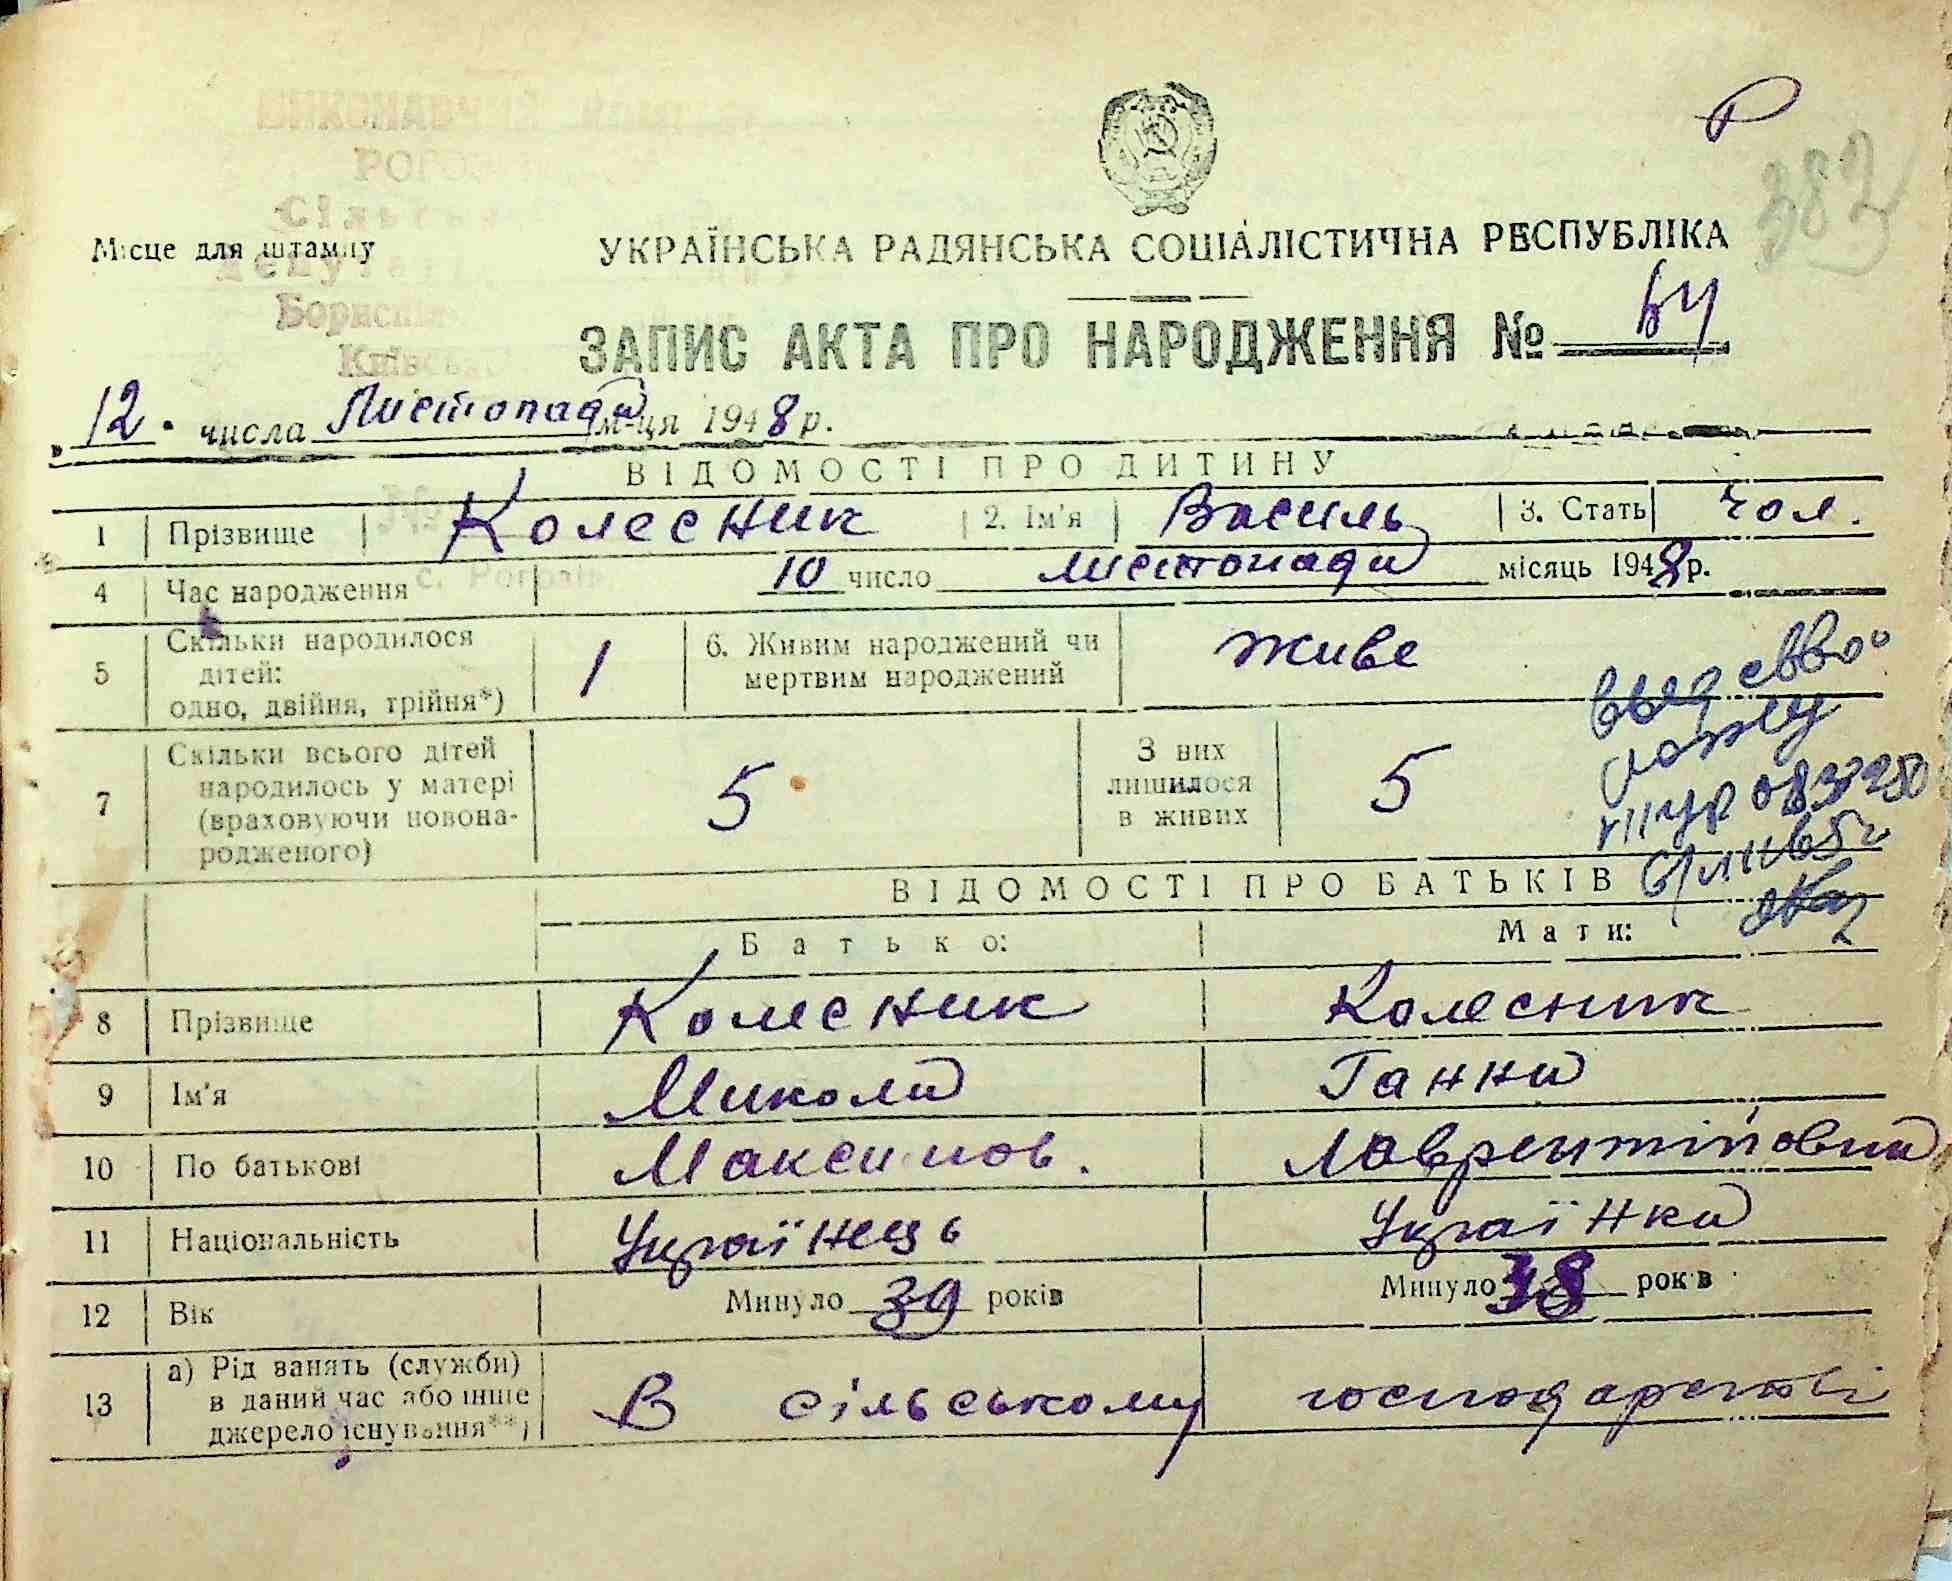 Р
382
Місце для штампу
УКРАЇНСЬКА РАДЯНСЬКА СОЦІАЛІСТИЧНА РЕСПУБЛІКА
ЗАПИС АКТА ПРО НАРОДЖЕННЯ №
„12" числа Листопада м-ця 1948 р.
ВІДОМОСТІ ПРО ДИТИНУ
1 Прізвище Колесник 2. Ім'я Василь 3. Стать Чол.
4 Час народження 10 число листопада місяць 1948 р.
5 Скільки народилося дітей: одно, двійня, трійня*) 1 6. Живим народжений чи мертвим народжений живе
7 Скільки всього дітей народилось у матері (враховуючи новонародженого) 5 З них лишилося в живих 5
ВІДОМОСТІ ПРО БАТЬКІВ
Батько: Мати:
8 Прізвище Колесник Колесник
9 Ім'я Микола Ганна
10 По батькові Максимов. Лаврентіївна
11 Національність Українець Українка
12 Вік Минуло 39 років Минуло 38 років
13 а) Рід занять (служби) в даний час або інше джерело існування**) В сільському господарстві